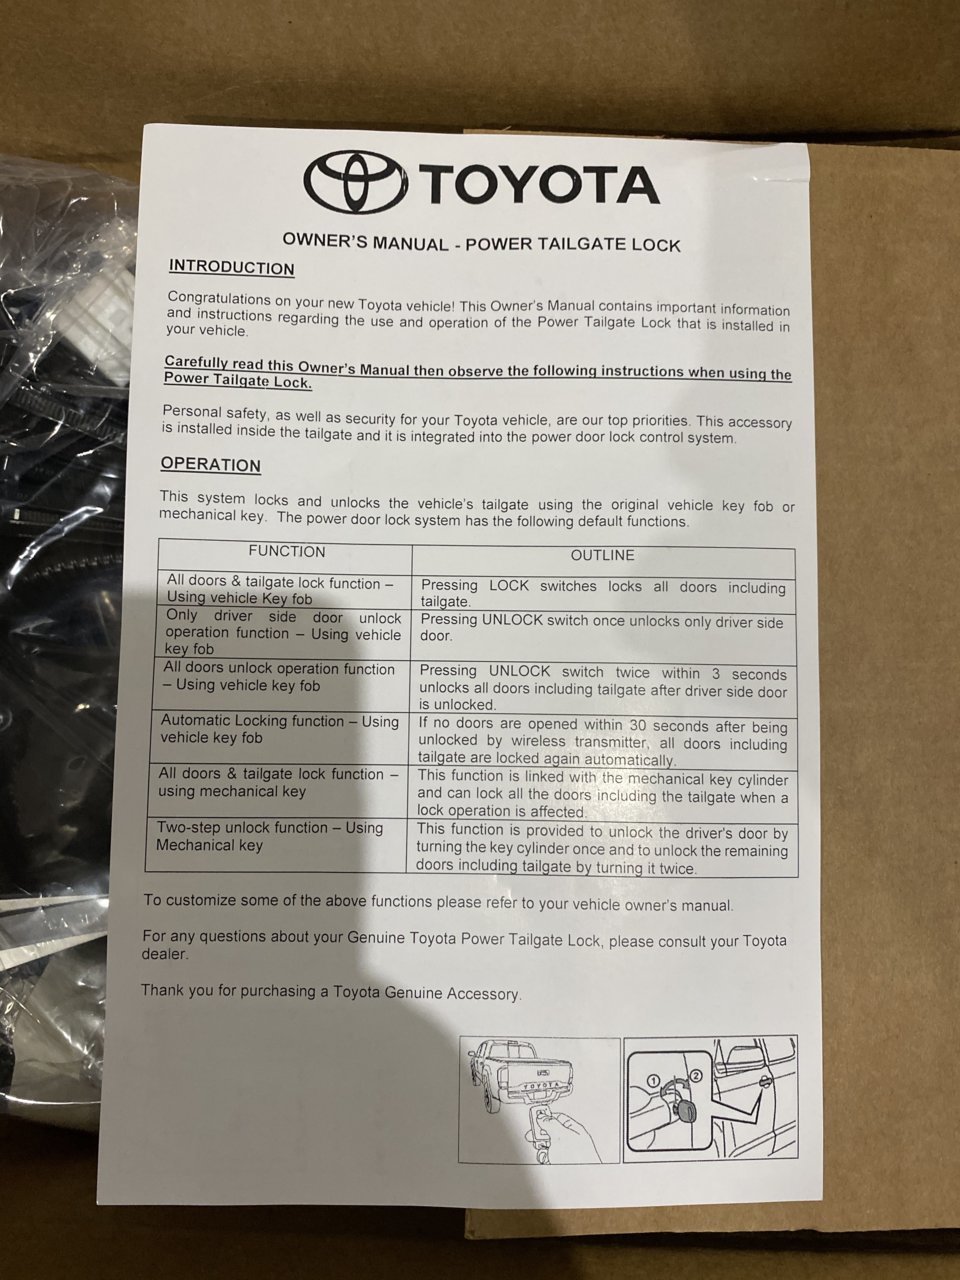 TOYOTA
OWNER'S MANUAL - POWER TAILGATE LOCK
INTRODUCTION
Congratulations on your new Toyota vehicle! This Owner's Manual contains important information
and instructions regarding the use and operation of the Power Tailgate Lock that is installed in
your vehicle.
Carefully read this Owner's Manual then observe the following instructions when using the
Power Tailgate Lock.
Personal safety, as well as security for your Toyota vehicle, are our top priorities. This accessory
is installed inside the tailgate and it is integrated into the power door lock control system.
OPERATION
This system locks and unlocks the vehicle's tailgate using the original vehicle key fob or
mechanical key. The power door lock system has the following default functions.
FUNCTION
OUTLINE
All doors & tailgate lock function –
Using vehicle Key fob
Pressing LOCK switches locks all doors including
tailgate.
Only driver side door unlock
operation function – Using vehicle
key fob
Pressing UNLOCK switch once unlocks only driver side
door.
All doors unlock operation function
– Using vehicle key fob
Pressing UNLOCK switch twice within 3 seconds
unlocks all doors including tailgate after driver side door
is unlocked.
Automatic Locking function – Using
vehicle key fob
If no doors are opened within 30 seconds after being
unlocked by wireless transmitter, all doors including
tailgate are locked again automatically.
All doors & tailgate lock function –
using mechanical key
This function is linked with the mechanical key cylinder
and can lock all the doors including the tailgate when a
lock operation is affected.
Two-step unlock function – Using
Mechanical key
This function is provided to unlock the driver's door by
turning the key cylinder once and to unlock the remaining
doors including tailgate by turning it twice.
To customize some of the above functions please refer to your vehicle owner's manual.
For any questions about your Genuine Toyota Power Tailgate Lock, please consult your Toyota
dealer.
Thank you for purchasing a Toyota Genuine Accessory.
TOYOTA
1
2